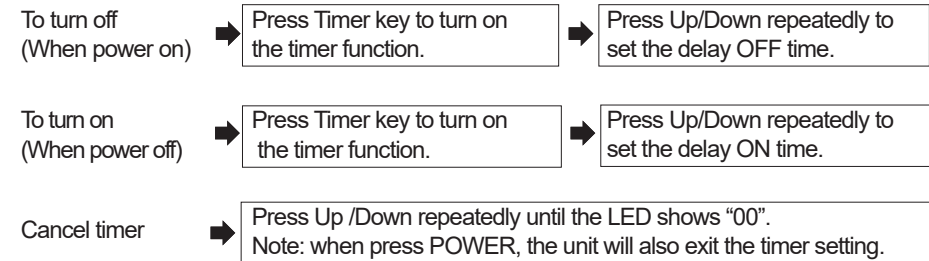 To turn off
(When power on)
Press Timer key to turn on
the timer function.
Press Up/Down repeatedly to
set the delay OFF time.
To turn on
(When power off)
Press Timer key to turn on
the timer function.
Press Up/Down repeatedly to
set the delay ON time.
Cancel timer
Press Up /Down repeatedly until the LED shows “00”.
Note: when press POWER, the unit will also exit the timer setting.